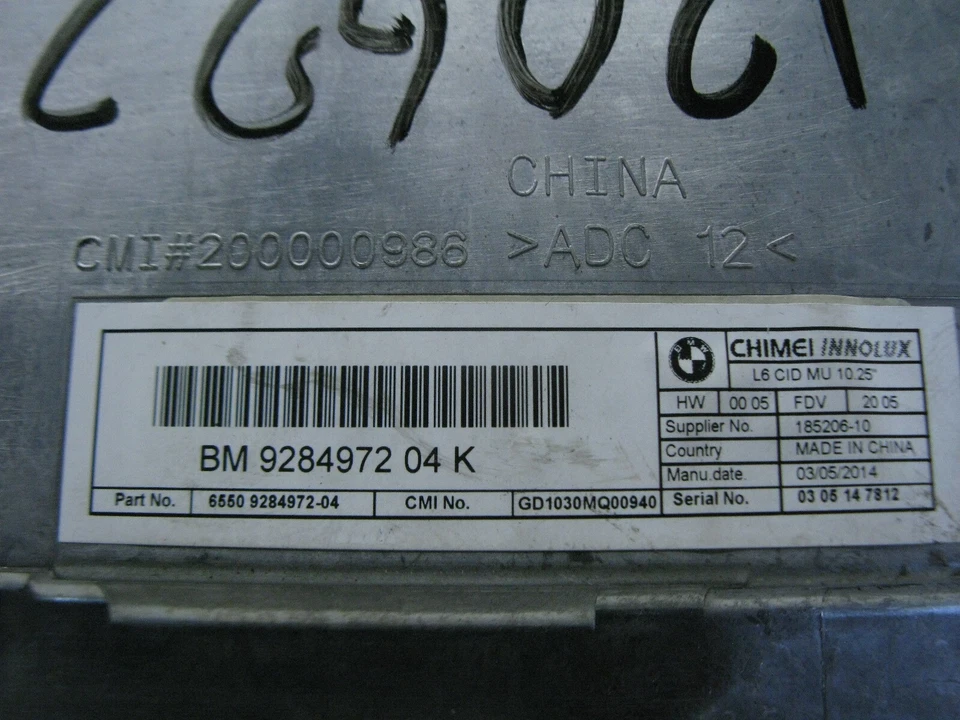 CHINA
CMI#200000986 >ADC 12<
BMW
CHIMEI INNOLUX
L6 CID MU 10.25"
HW 00 05 FDV 20 05
Supplier No. 185206-10
Country MADE IN CHINA
Manu.date 03/05/2014
Serial No. 03 05 14 7812
BM 9284972 04 K
Part No. 6550 9284972-04 CMI No. GD1030MQ00940